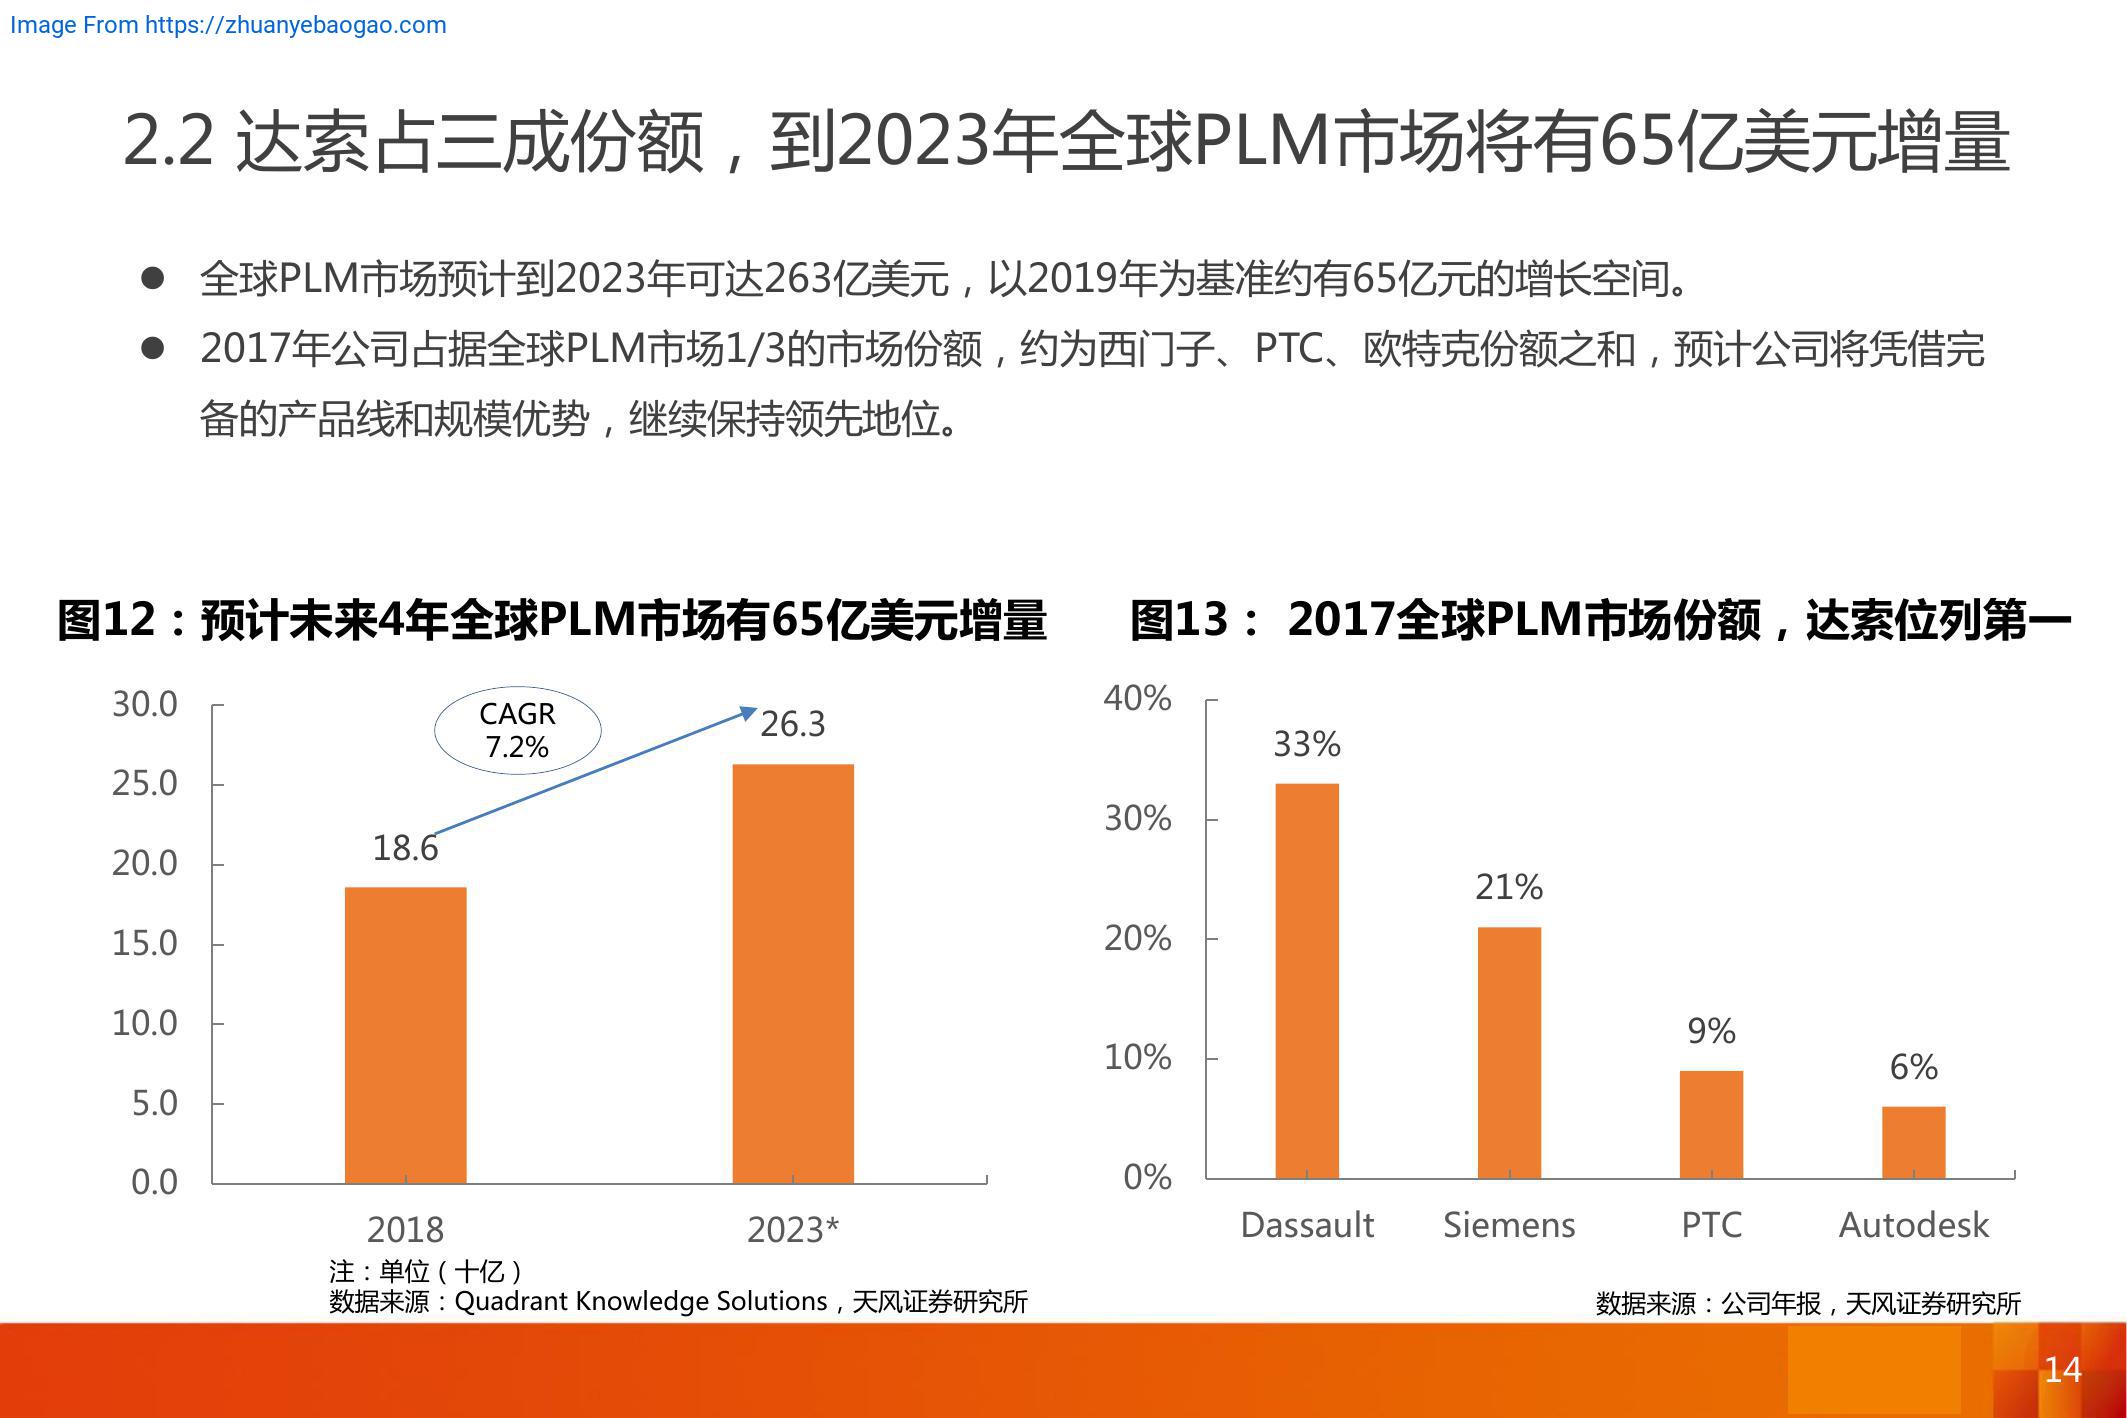 Image From https://zhuanyebaogao.com
2.2 达索占三成份额，到2023年全球PLM市场将有65亿美元增量
● 全球PLM市场预计到2023年可达263亿美元，以2019年为基准约有65亿元的增长空间。
● 2017年公司占据全球PLM市场1/3的市场份额，约为西门子、PTC、欧特克份额之和，预计公司将凭借完
备的产品线和规模优势，继续保持领先地位。
图12：预计未来4年全球PLM市场有65亿美元增量
30.0
25.0
20.0
15.0
10.0
5.0
0.0
CAGR
7.2%
18.6
26.3
2018
2023*
注：单位（十亿）
数据来源：Quadrant Knowledge Solutions，天风证券研究所
图13： 2017全球PLM市场份额，达索位列第一
40%
30%
20%
10%
0%
33%
21%
9%
6%
Dassault
Siemens
PTC
Autodesk
数据来源：公司年报，天风证券研究所
14